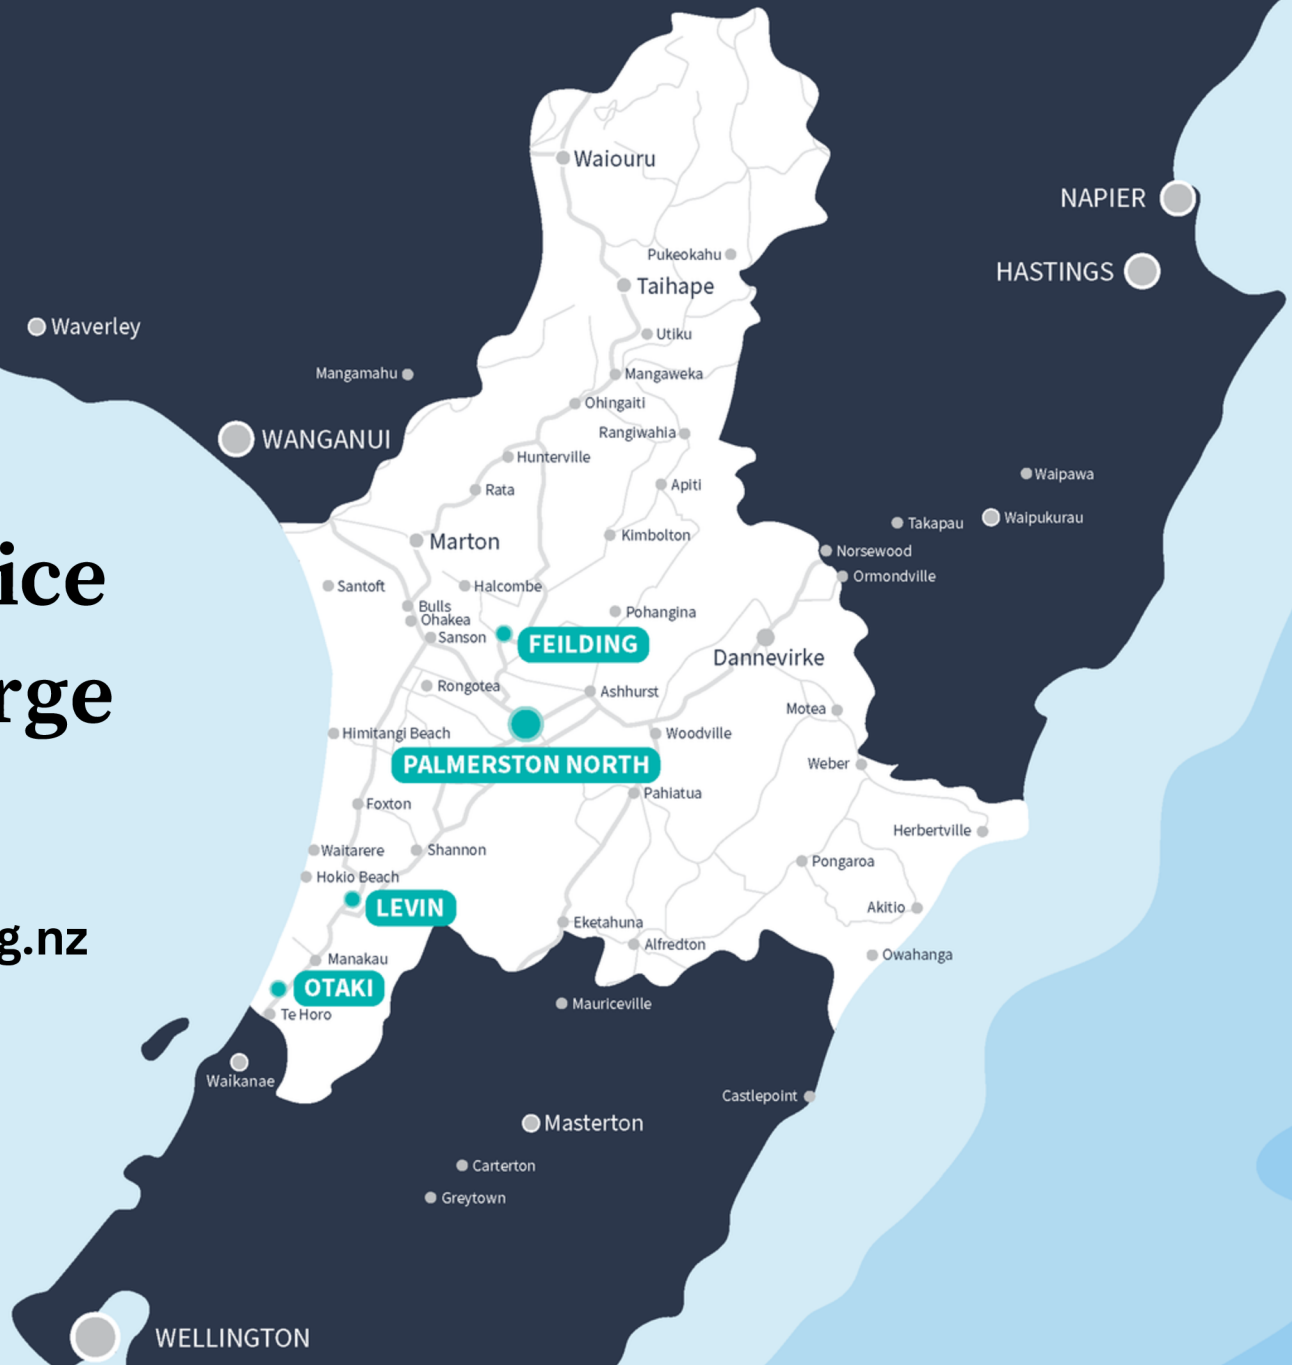 Waiouru
NAPIER
Pukeokahu
HASTINGS
Taihape
Waverley
Utiku
Mangamahu
Mangaweka
Ohingaiti
Rangiwahia
WANGANUI
Hunterville
Waipawa
Rata
Apiti
Waipukurau
Takapau
Kimbolton
Marton
Norsewood
ice
Ormondville
Santoft
Halcombe
Bulls
Pohangina
Ohakea
Sanson
FEILDING
Dannevirke
Rongotea
Ashhurst
rge
Motea
Himitangi Beach
Woodville
PALMERSTON NORTH
Weber
Pahiatua
Foxton
Herbertville
Waitarere
Shannon
Pongaroa
Hokio Beach
LEVIN
Akitio
Eketahuna
g.nz
Alfredton
Owahanga
Manakau
OTAKI
Mauriceville
Te Horo
Waikanae
Castlepoint
Masterton
Carterton
Greytown
WELLINGTON